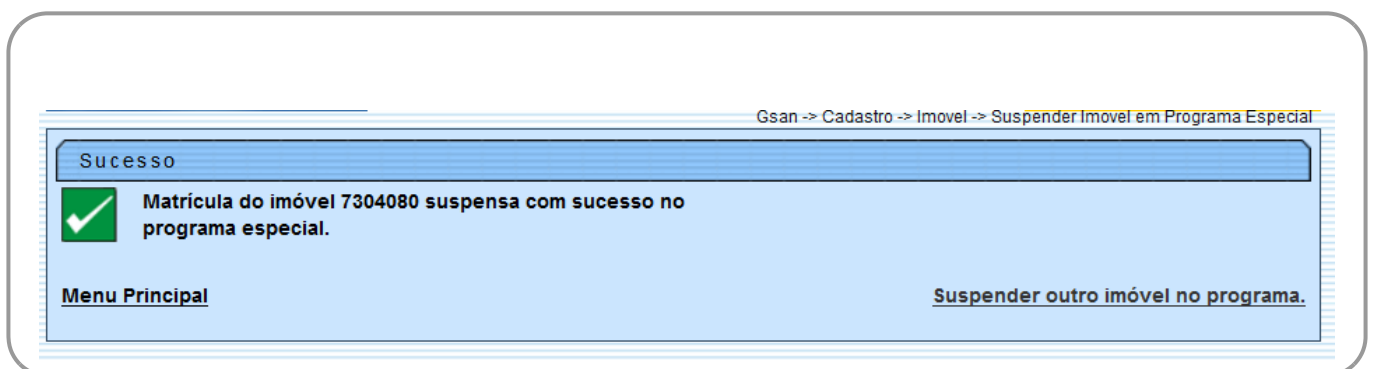 Gsan -> Cadastro -> Imovel -> Suspender Imovel em Programa Especial
Sucesso
Matrícula do imóvel 7304080 suspensa com sucesso no
programa especial.
Menu Principal
Suspender outro imóvel no programa.